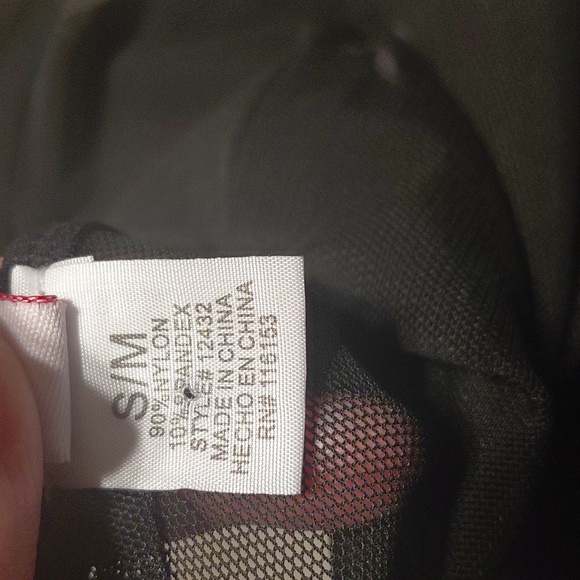 S/M
90% NYLON
10% SPANDEX
STYLE# 12432
MADE IN CHINA
HECHO EN CHINA
RN# 116153